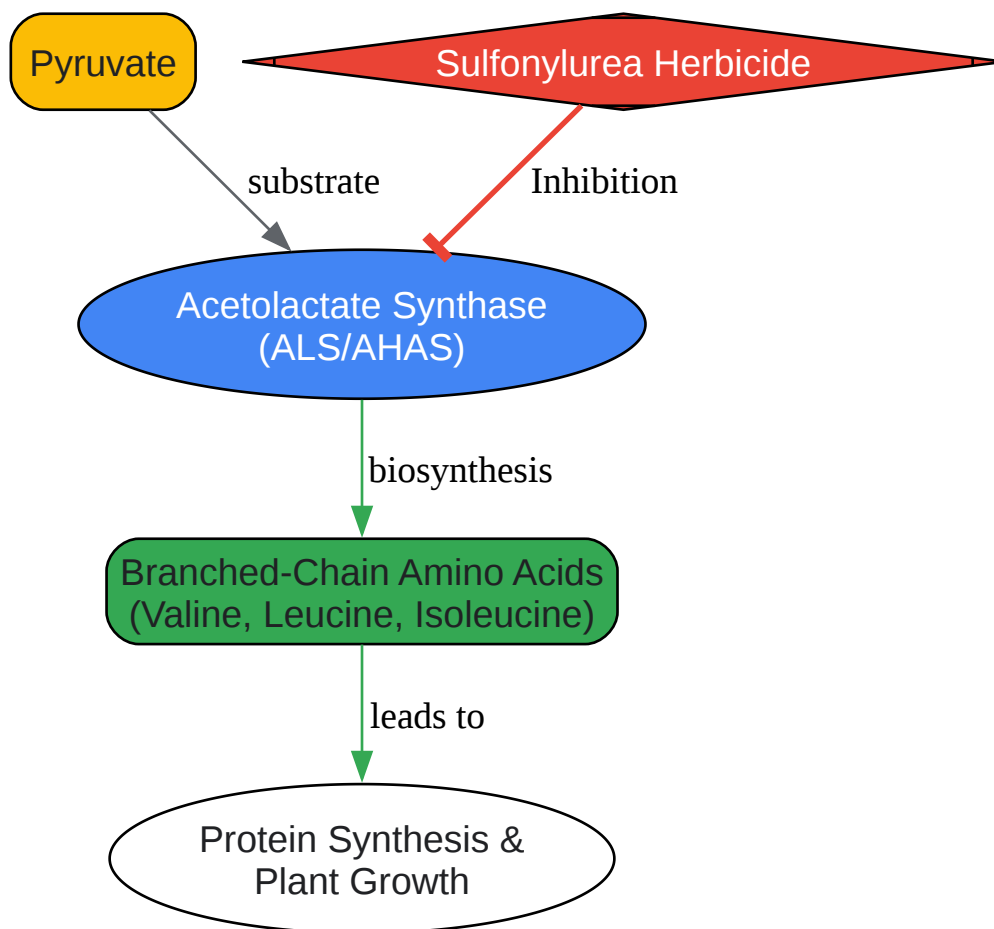 Pyruvate
Sulfonylurea Herbicide
substrate
Inhibition
Acetolactate Synthase
(ALS/AHAS)
biosynthesis
Branched-Chain Amino Acids
(Valine, Leucine, Isoleucine)
leads to
Protein Synthesis &
Plant Growth